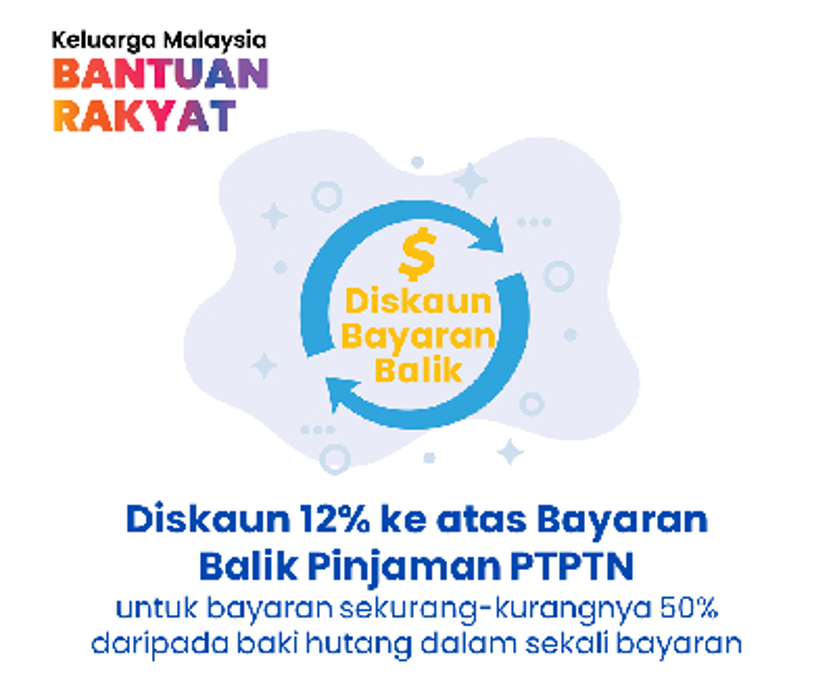 Keluarga Malaysia
BANTUAN
RAKYAT
$
Diskaun
Bayaran
Balik
Diskaun 12% ke atas Bayaran
Balik Pinjaman PTPTN
untuk bayaran sekurang-kurangnya 50%
daripada baki hutang dalam sekali bayaran